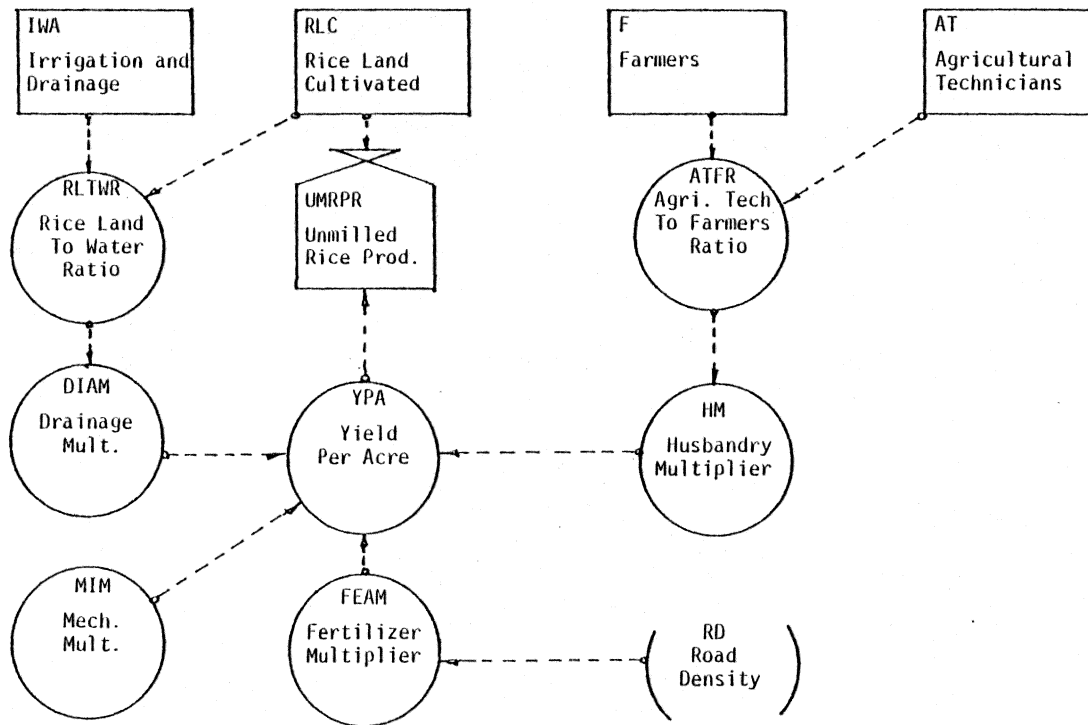 IWA
Irrigation and
Drainage
RLC
Rice Land
Cultivated
F
Farmers
AT
Agricultural
Technicians
RLTWR
Rice Land
To Water
Ratio
UMRPR
Unmilled
Rice Prod.
ATFR
Agri. Tech
To Farmers
Ratio
DIAM
Drainage
Mult.
YPA
Yield
Per Acre
HM
Husbandry
Multiplier
MIM
Mech.
Mult.
FEAM
Fertilizer
Multiplier
RD
Road
Density